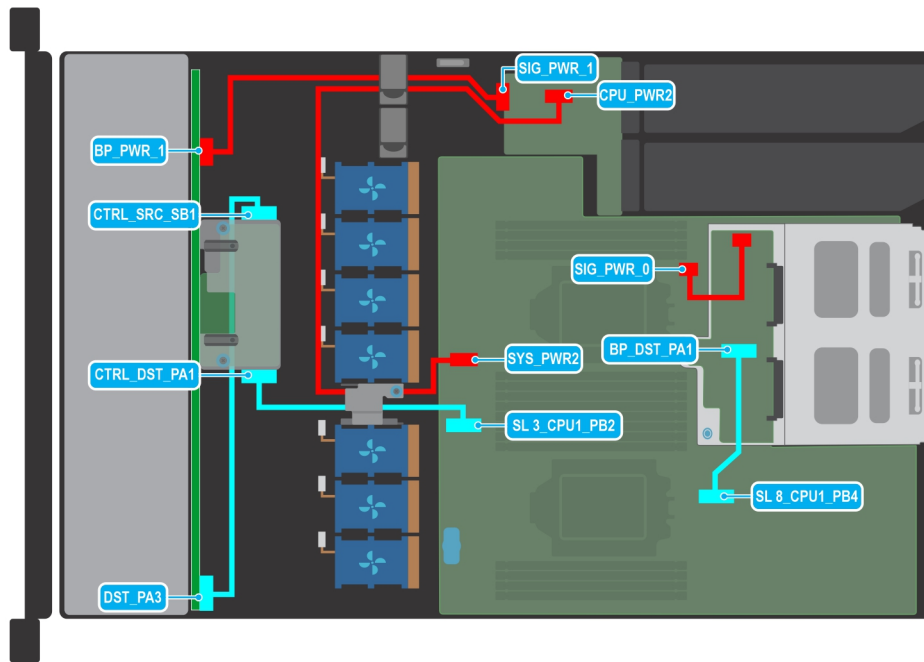 SIG_PWR_1
CPU_PWR2
BP_PWR_1
CTRL_SRC_SB1
SIG_PWR_0
SYS_PWR2
BP_DST_PA1
CTRL_DST_PA1
SL 3_CPU1_PB2
SL 8_CPU1_PB4
DST_PA3